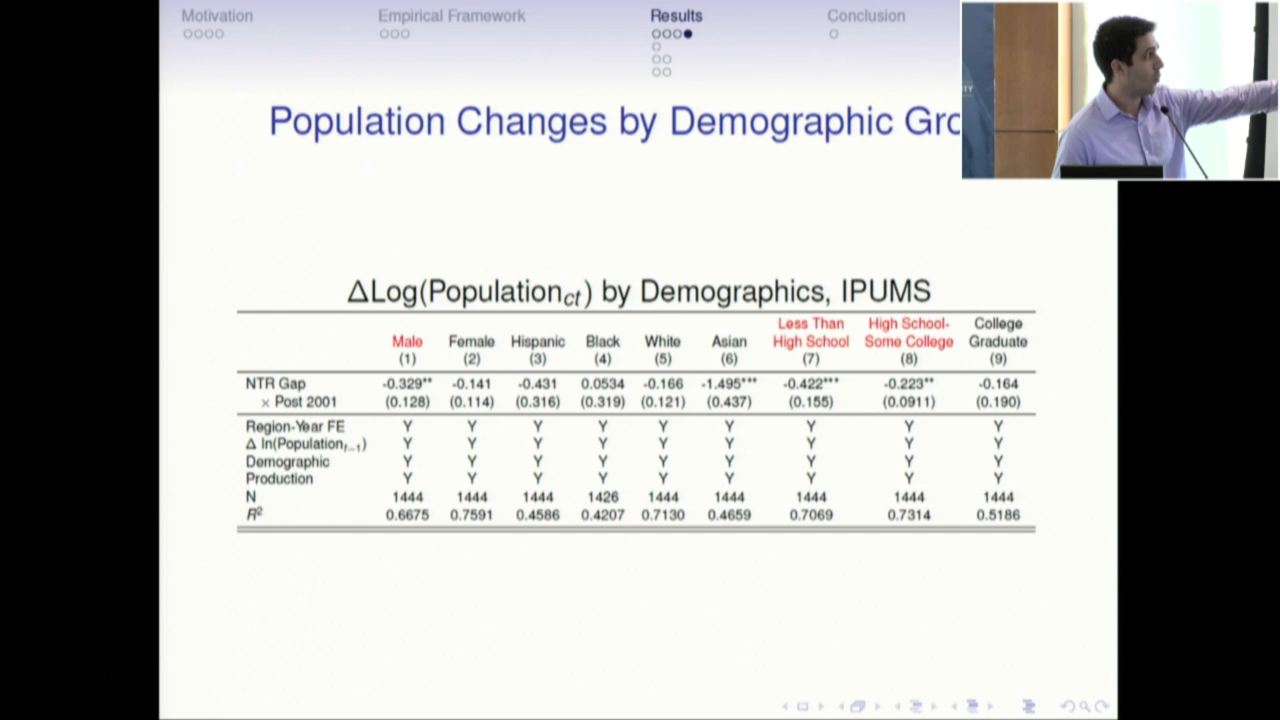 Motivation Empirical Framework Results Conclusion
Population Changes by Demographic Gro
ΔLog(Population_ct) by Demographics, IPUMS
Less Than High School- College
Male Female Hispanic Black White Asian High School Some College Graduate
(1) (2) (3) (4) (5) (6) (7) (8) (9)
NTR Gap -0.329** -0.141 -0.431 0.0534 -0.166 -1.495*** -0.422*** -0.223** -0.164
× Post 2001 (0.128) (0.114) (0.316) (0.319) (0.121) (0.437) (0.155) (0.0911) (0.190)
Region-Year FE Y Y Y Y Y Y Y Y Y
Δ ln(Population_t-1) Y Y Y Y Y Y Y Y Y
Demographic Y Y Y Y Y Y Y Y Y
Production Y Y Y Y Y Y Y Y Y
N 1444 1444 1444 1426 1444 1444 1444 1444 1444
R² 0.6675 0.7591 0.4586 0.4207 0.7130 0.4659 0.7069 0.7314 0.5186